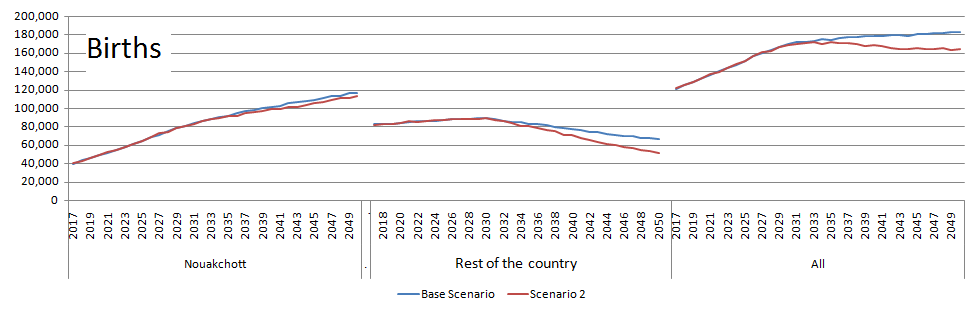 Births
200,000
180,000
160,000
140,000
120,000
100,000
80,000
60,000
40,000
20,000
0
2017 2019 2021 2023 2025 2027 2029 2031 2033 2035 2037 2039 2041 2043 2045 2047 2049
2018 2020 2022 2024 2026 2028 2030 2032 2034 2036 2038 2040 2042 2044 2046 2048 2050
2017 2019 2021 2023 2025 2027 2029 2031 2033 2035 2037 2039 2041 2043 2045 2047 2049
Nouakchott . Rest of the country All
Base Scenario Scenario 2